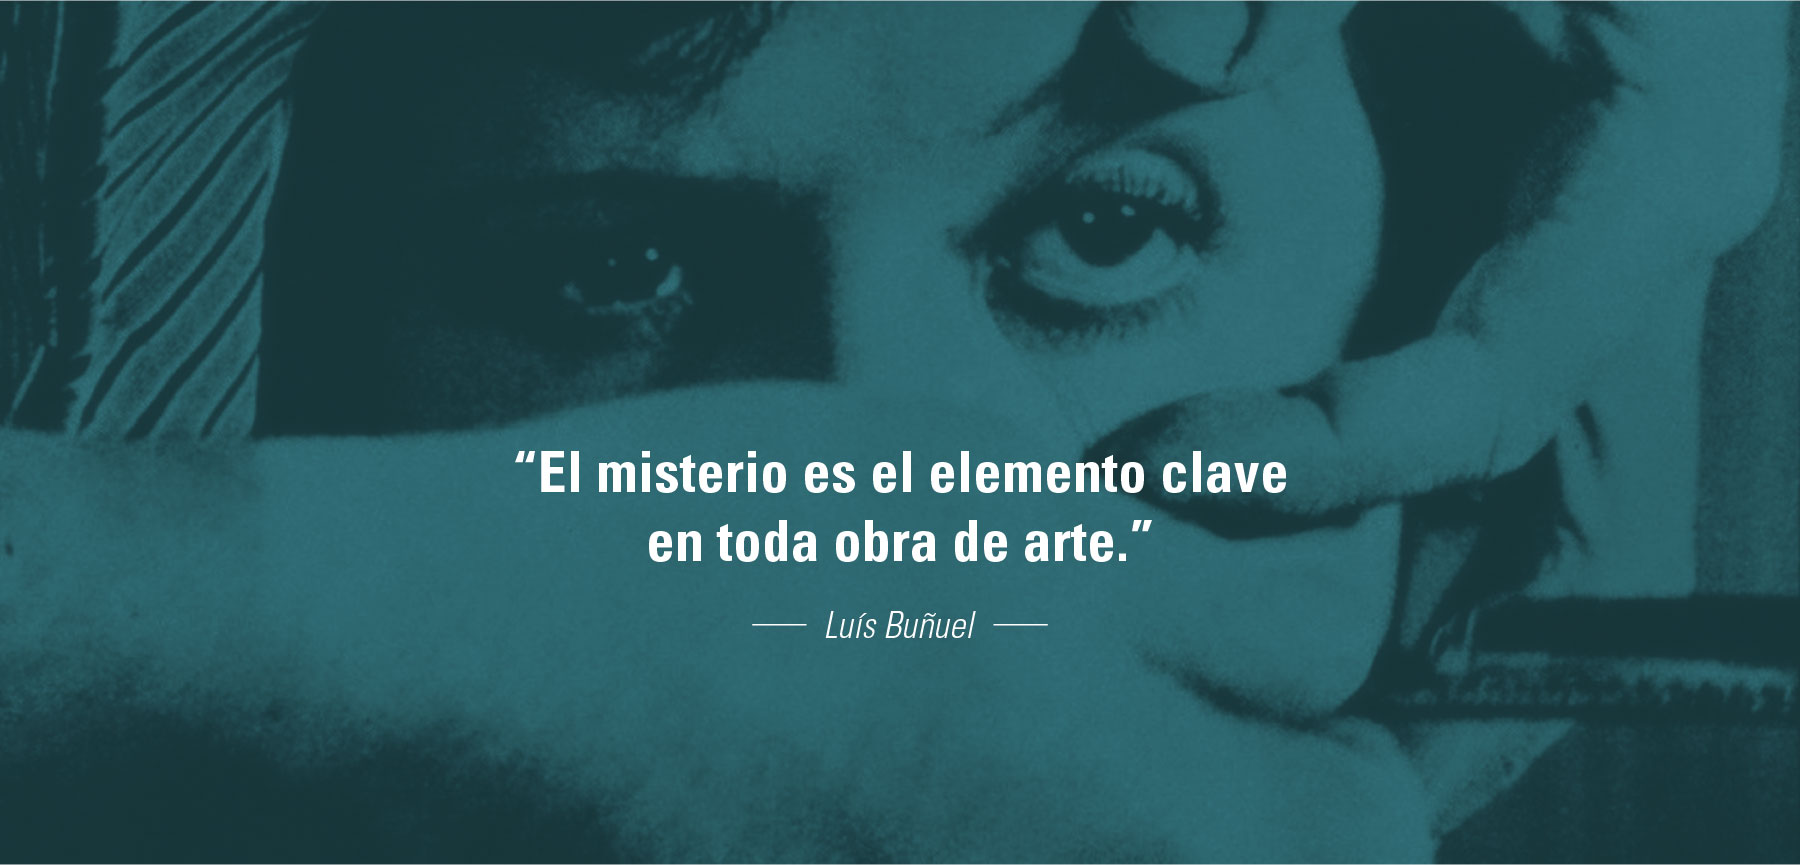 “El misterio es el elemento clave
en toda obra de arte.”
Luís Buñuel